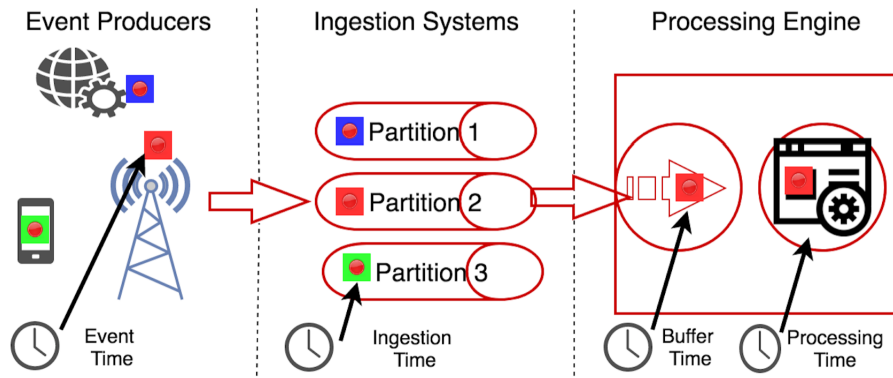 Event Producers
Ingestion Systems
Processing Engine
Partition 1
Partition 2
Partition 3
Event
Time
Ingestion
Time
Buffer
Time
Processing
Time